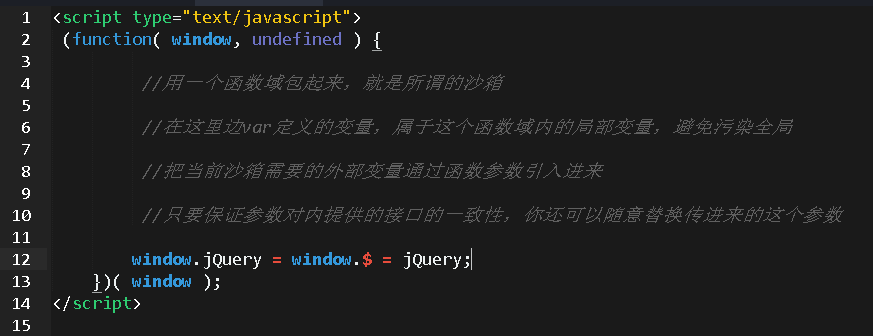 1 <script type="text/javascript">
2 (function( window, undefined ) {
3
4 //用一个函数域包起来，就是所谓的沙箱
5
6 //在这里边var定义的变量，属于这个函数域内的局部变量，避免污染全局
7
8 //把当前沙箱需要的外部变量通过函数参数引入进来
9
10 //只要保证参数对内提供的接口的一致性，你还可以随意替换传进来的这个参数
11
12 window.jQuery = window.$ = jQuery;
13 })( window );
14 </script>
15